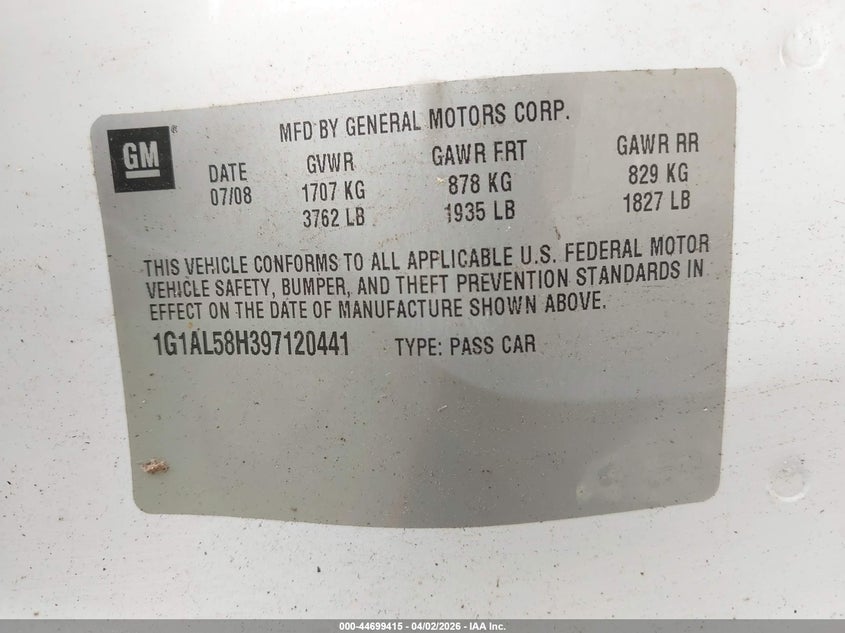 MFD BY GENERAL MOTORS CORP.
GM®
DATE GVWR GAWR FRT GAWR RR
07/08 1707 KG 878 KG 829 KG
3762 LB 1935 LB 1827 LB
THIS VEHICLE CONFORMS TO ALL APPLICABLE U.S. FEDERAL MOTOR
VEHICLE SAFETY, BUMPER, AND THEFT PREVENTION STANDARDS IN
EFFECT ON THE DATE OF MANUFACTURE SHOWN ABOVE.
1G1AL58H397120441 TYPE: PASS CAR
000-44699415 - 04/02/2026 - IAA Inc.